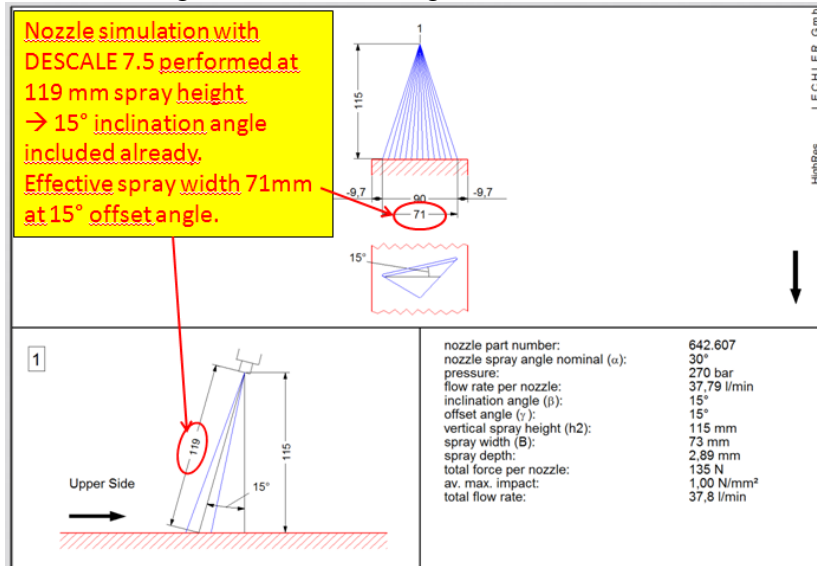 Nozzle simulation with
DESCALE 7.5 performed at
119 mm spray height
→ 15° inclination angle
included already.
Effective spray width 71mm
at 15° offset angle.
1
115
-9,7
90
-9,7
71
15°
LECHLER GmbH
HighRes
1
119
115
15°
Upper Side
nozzle part number: 642.607
nozzle spray angle nominal (α): 30°
pressure: 270 bar
flow rate per nozzle: 37,79 l/min
inclination angle (β): 15°
offset angle (γ): 15°
vertical spray height (h2): 115 mm
spray width (B): 73 mm
spray depth: 2,89 mm
total force per nozzle: 135 N
av. max. impact: 1,00 N/mm²
total flow rate: 37,8 l/min